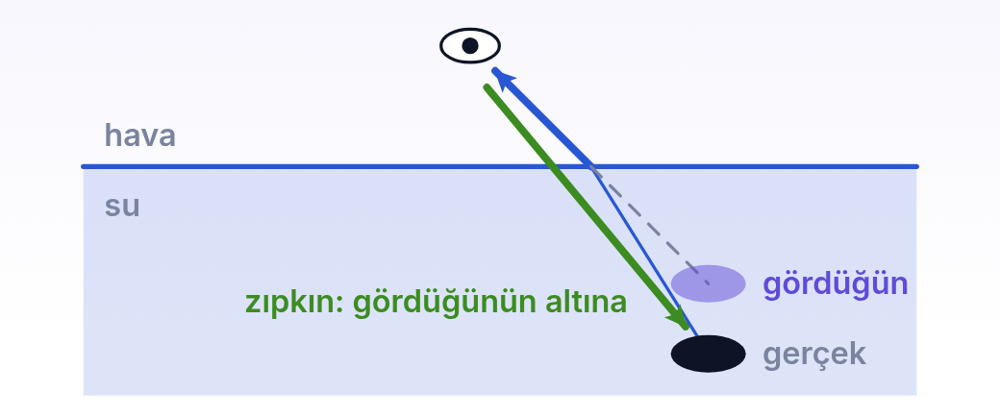 hava
su
gördüğün
zıpkın: gördüğünün altına
gerçek